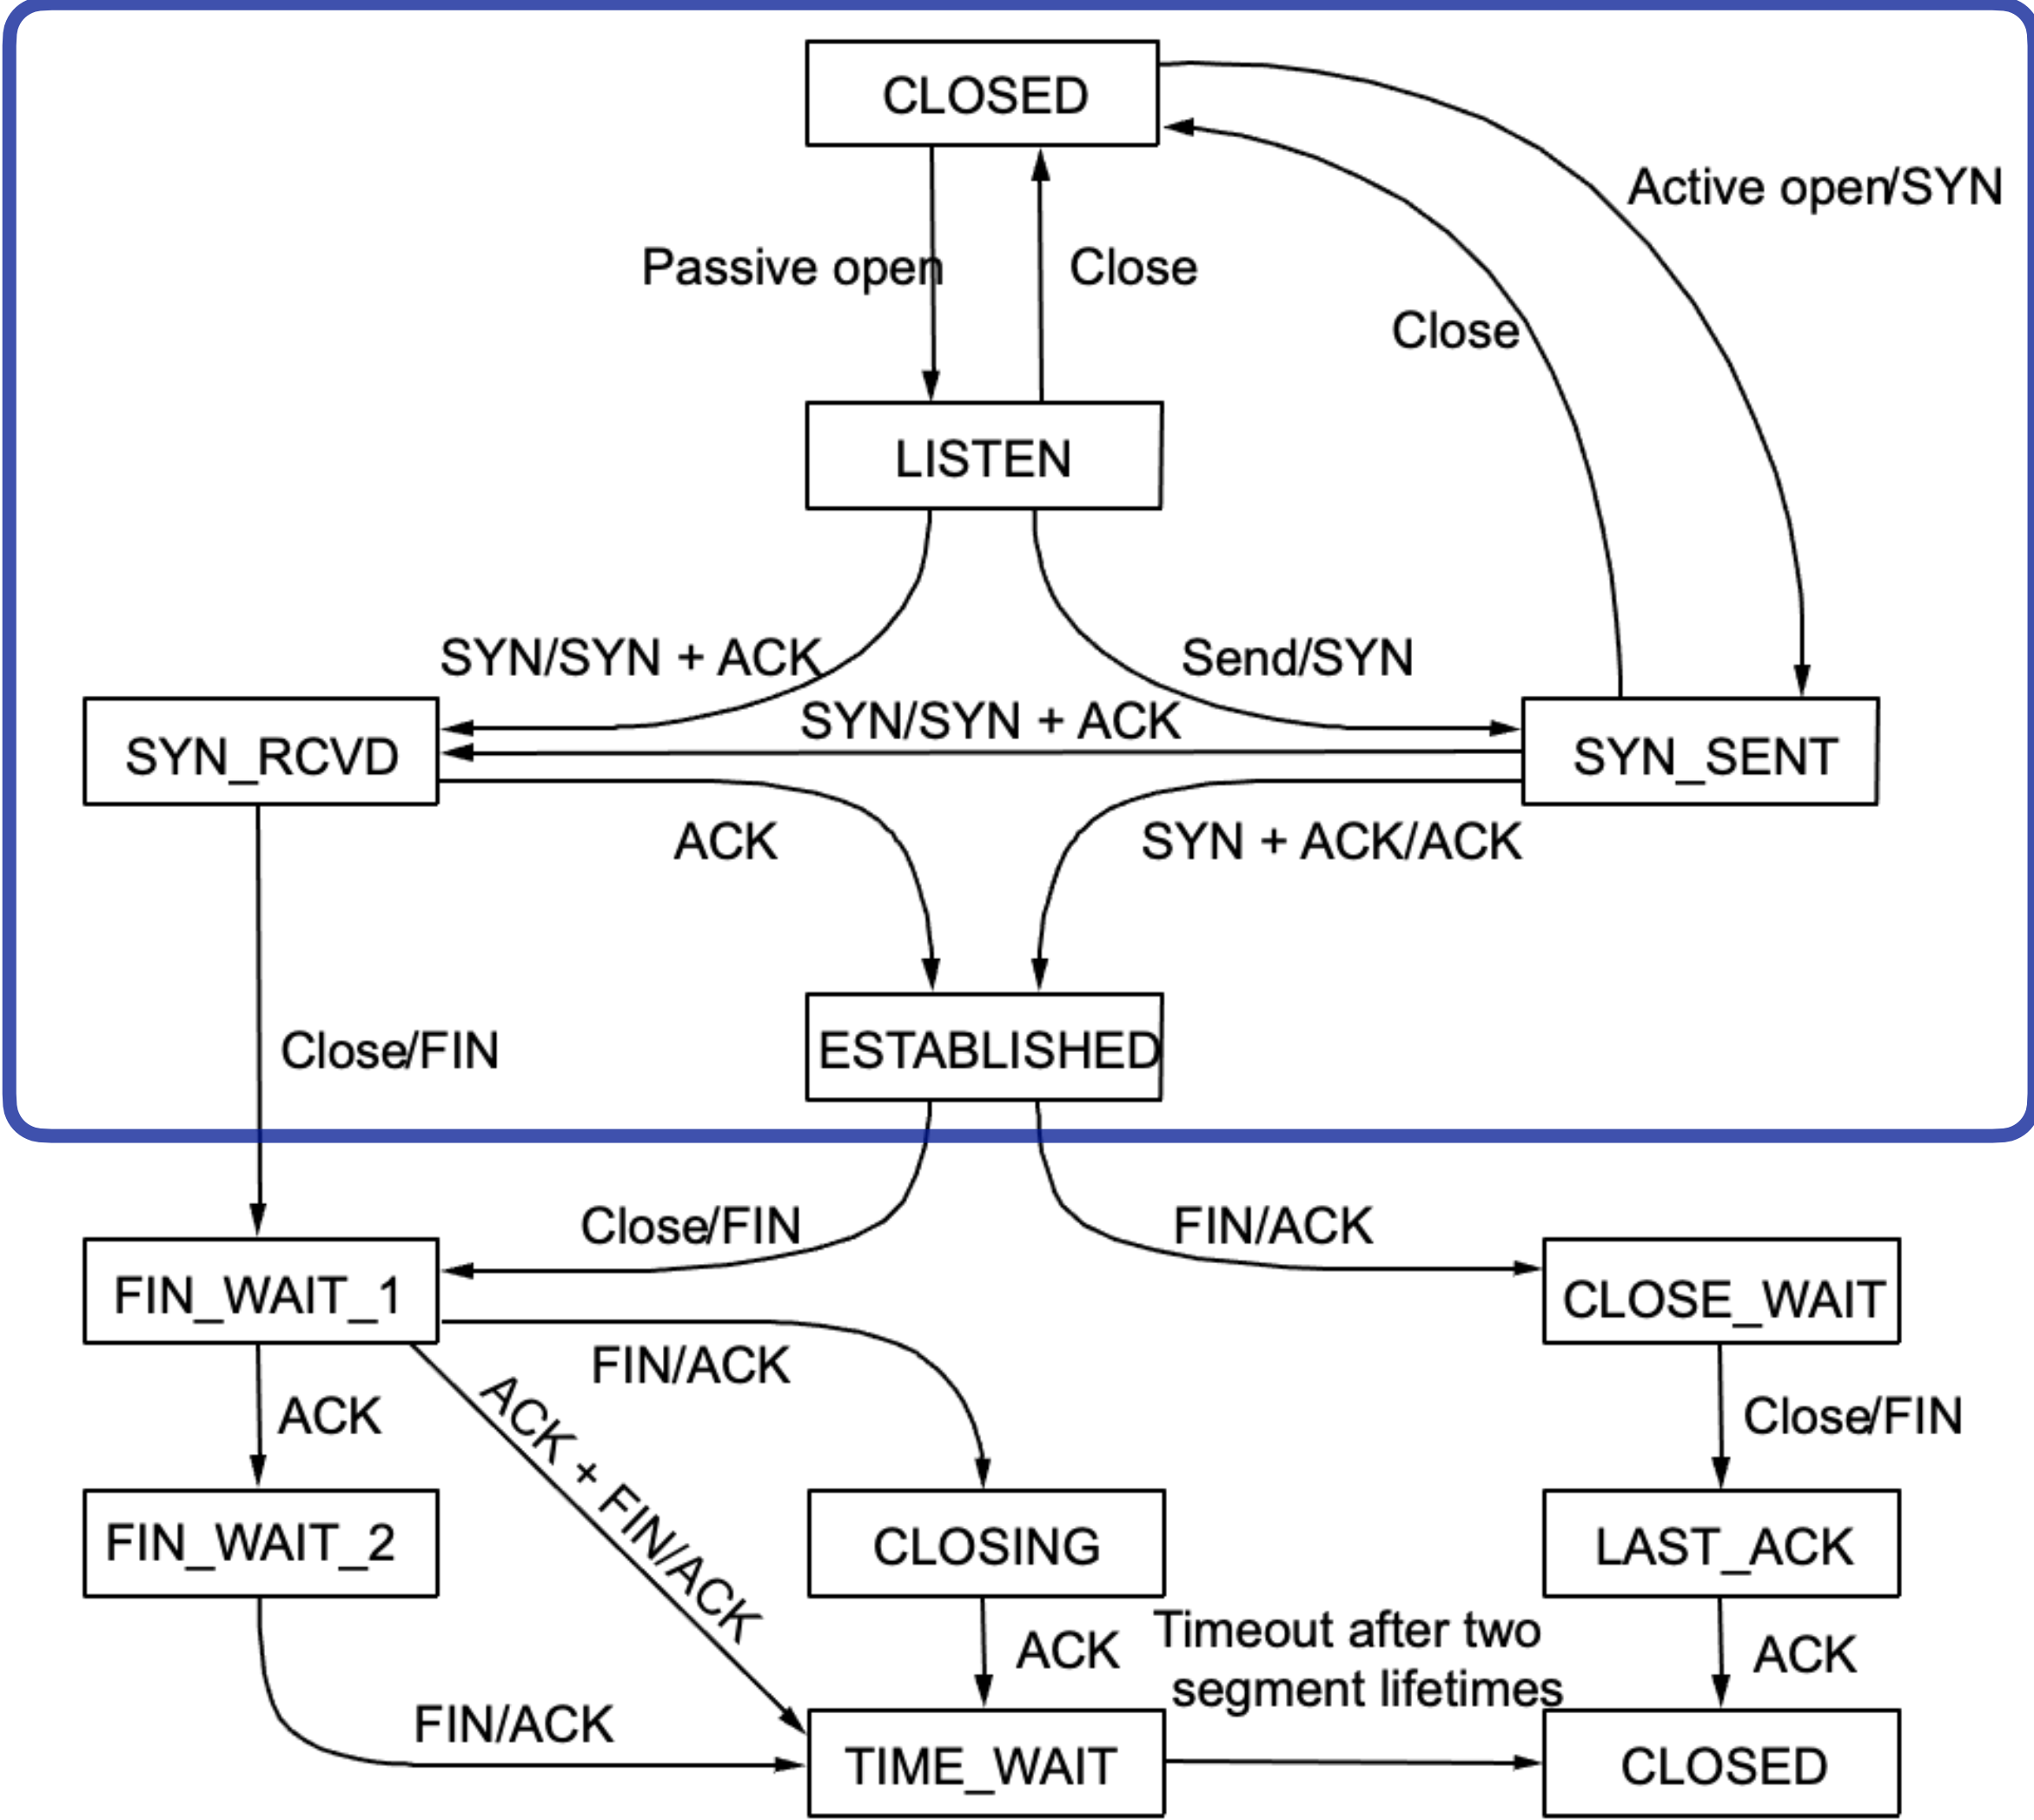 CLOSED
Active open/SYN
Passive open
Close
Close
LISTEN
SYN/SYN + ACK
Send/SYN
SYN/SYN + ACK
SYN_RCVD
SYN_SENT
ACK
SYN + ACK/ACK
Close/FIN
ESTABLISHED
Close/FIN
FIN/ACK
FIN_WAIT_1
CLOSE_WAIT
FIN/ACK
ACK
ACK + FIN/ACK
Close/FIN
FIN_WAIT_2
CLOSING
LAST_ACK
ACK
Timeout after two
segment lifetimes
ACK
FIN/ACK
TIME_WAIT
CLOSED